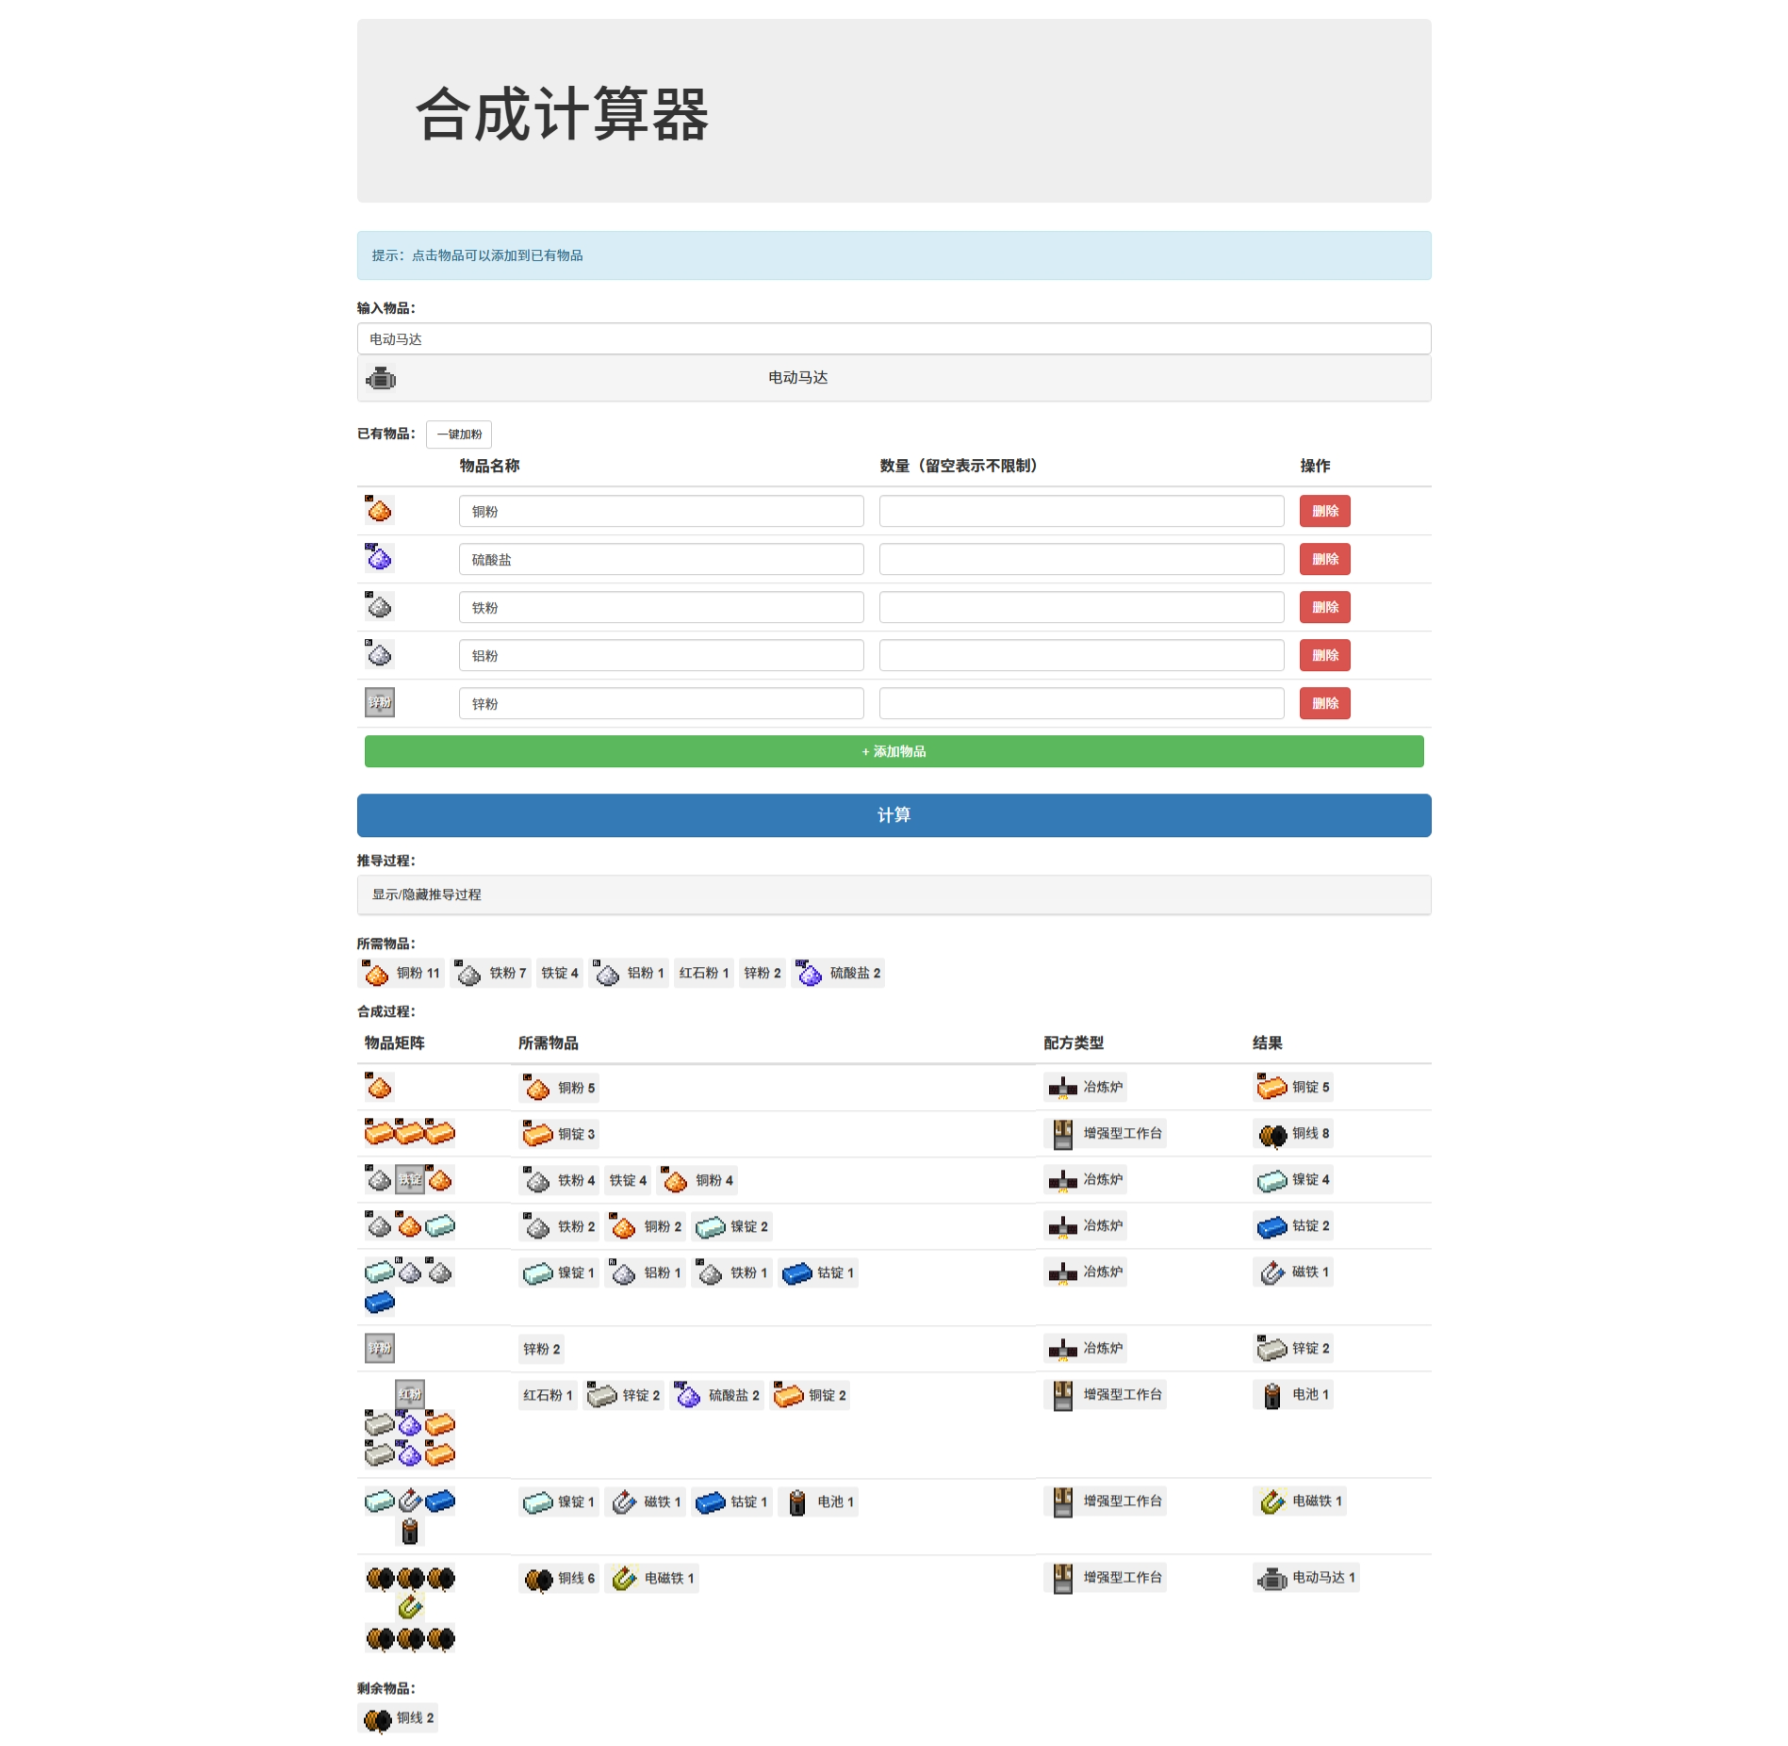 合成计算器
提示：点击物品可以添加到已有物品
输入物品：
电动马达
电动马达
已有物品： 一键加粉
物品名称 数量（留空表示不限制） 操作
铜粉 删除
硫酸盐 删除
铁粉 删除
铝粉 删除
锌粉 锌粉 删除
+ 添加物品
计算
推导过程：
显示/隐藏推导过程
所需物品：
铜粉 11 铁粉 7 铁锭 4 铝粉 1 红石粉 1 锌粉 2 硫酸盐 2
合成过程：
物品矩阵 所需物品 配方类型 结果
铜粉 5 冶炼炉 铜锭 5
铜锭 3 增强型工作台 铜线 8
铁锭 铁粉 4 铁锭 4 铜粉 4 冶炼炉 镍锭 4
铁粉 2 铜粉 2 镍锭 2 冶炼炉 钴锭 2
镍锭 1 铝粉 1 铁粉 1 钴锭 1 冶炼炉 磁铁 1
锌粉 锌粉 2 冶炼炉 锌锭 2
红粉 红石粉 1 锌锭 2 硫酸盐 2 铜锭 2 增强型工作台 电池 1
镍锭 1 磁铁 1 钴锭 1 电池 1 增强型工作台 电磁铁 1
铜线 6 电磁铁 1 增强型工作台 电动马达 1
剩余物品：
铜线 2